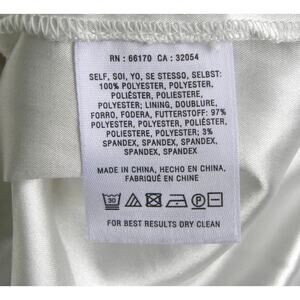 RN : 66170 CA : 32054
SELF, SOI, YO, SE STESSO, SELBST:
100% POLYESTER, POLYESTER,
POLIÉSTER, POLIESTERE,
POLYESTER; LINING, DOUBLURE,
FORRO, FODERA, FUTTERSTOFF: 97%
POLYESTER, POLYESTER,
POLIÉSTER, POLIESTERE,
POLYESTER, POLYESTER; 3%
SPANDEX, SPANDEX, SPANDEX,
SPANDEX, SPANDEX
MADE IN CHINA, HECHO EN CHINA,
FABRIQUÉ EN CHINE
30
P
FOR BEST RESULTS DRY CLEAN